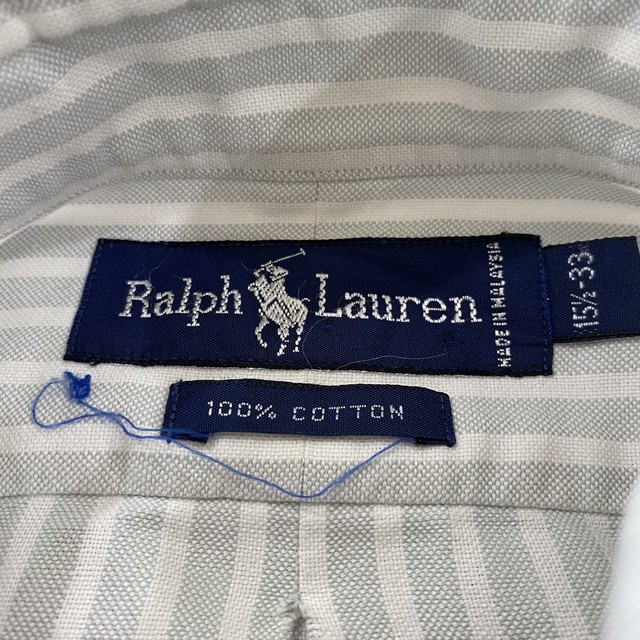 Ralph Lauren
MADE IN MALAYSIA
15½-33
100% COTTON